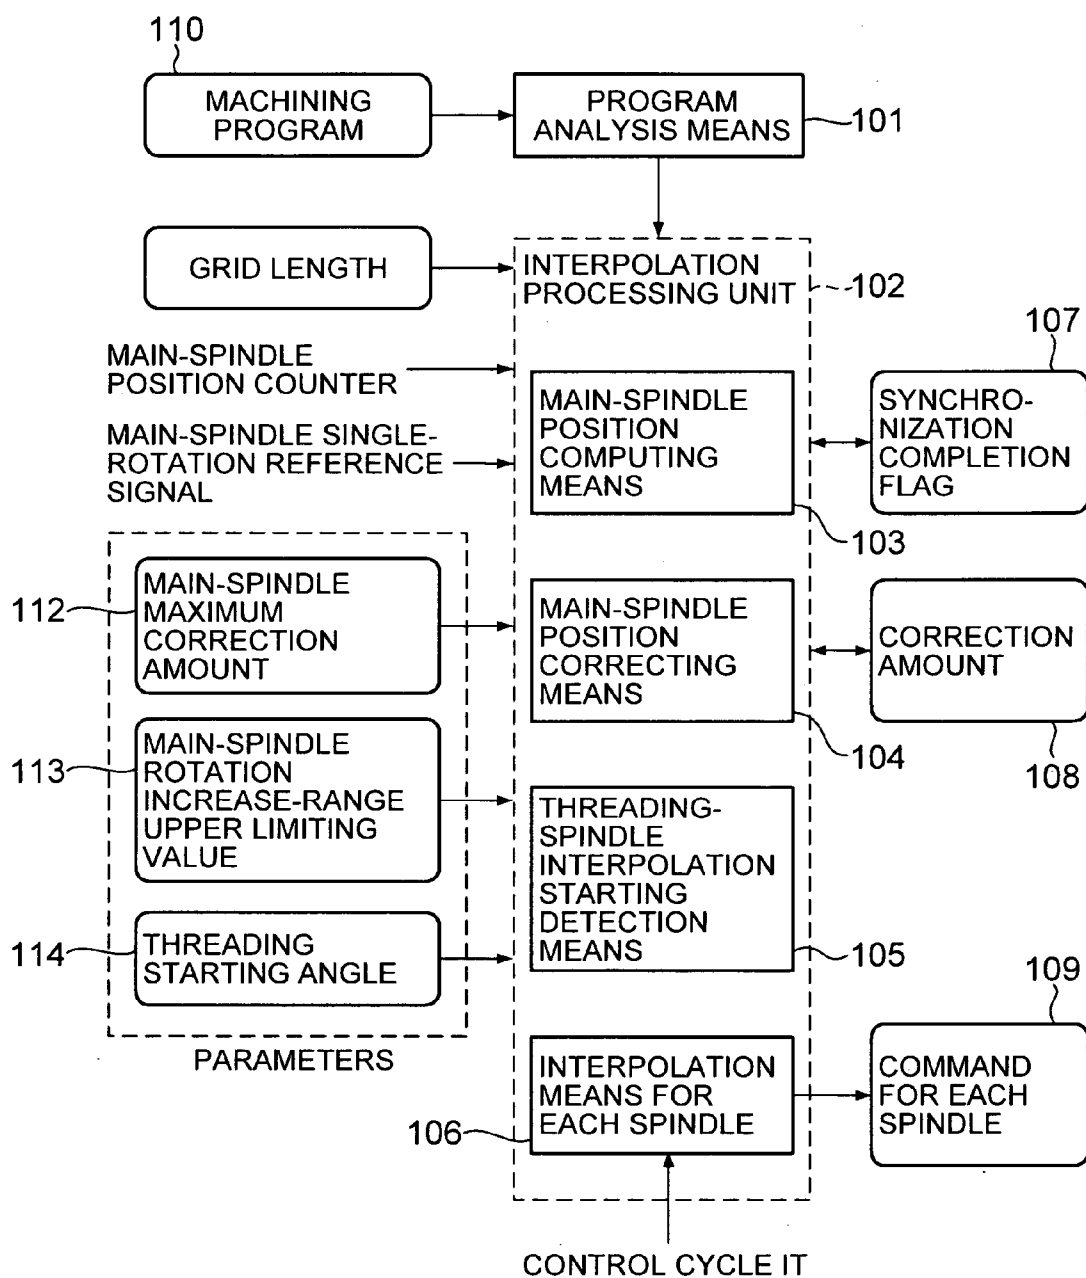 110
MACHINING
PROGRAM
PROGRAM
ANALYSIS MEANS
101
GRID LENGTH
INTERPOLATION
PROCESSING UNIT
102
MAIN-SPINDLE
POSITION COUNTER
MAIN-SPINDLE SINGLE-
ROTATION REFERENCE
SIGNAL
MAIN-SPINDLE
POSITION
COMPUTING
MEANS
103
107
SYNCHRO-
NIZATION
COMPLETION
FLAG
112
MAIN-SPINDLE
MAXIMUM
CORRECTION
AMOUNT
MAIN-SPINDLE
POSITION
CORRECTING
MEANS
104
CORRECTION
AMOUNT
108
113
MAIN-SPINDLE
ROTATION
INCREASE-RANGE
UPPER LIMITING
VALUE
THREADING-
SPINDLE
INTERPOLATION
STARTING
DETECTION
MEANS
105
114
THREADING
STARTING ANGLE
PARAMETERS
INTERPOLATION
MEANS FOR
EACH SPINDLE
106
109
COMMAND
FOR EACH
SPINDLE
CONTROL CYCLE IT